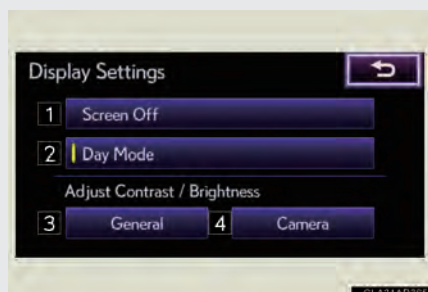 Display Settings
1 Screen Off
2 Day Mode
Adjust Contrast / Brightness
3 General 4 Camera